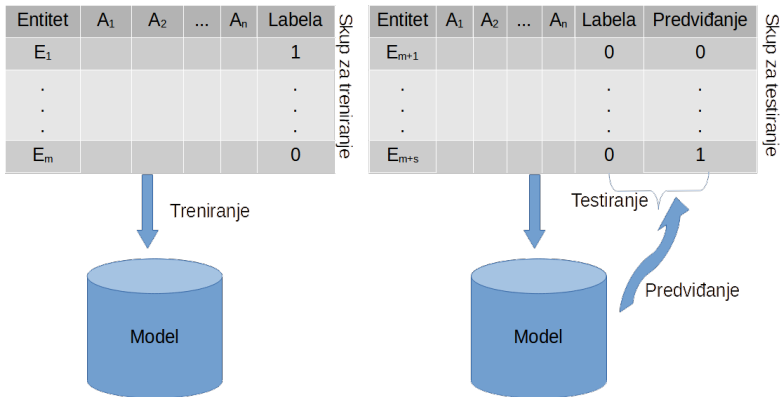 Entitet A1 A2 ... An Labela
E1 1
. .
. .
. .
Em 0
Skup za treniranje
Treniranje
Model
Entitet A1 A2 ... An Labela Predviđanje
Em+1 0 0
. . .
. . .
. . .
Em+s 0 1
Skup za testiranje
Testiranje
Predviđanje
Model